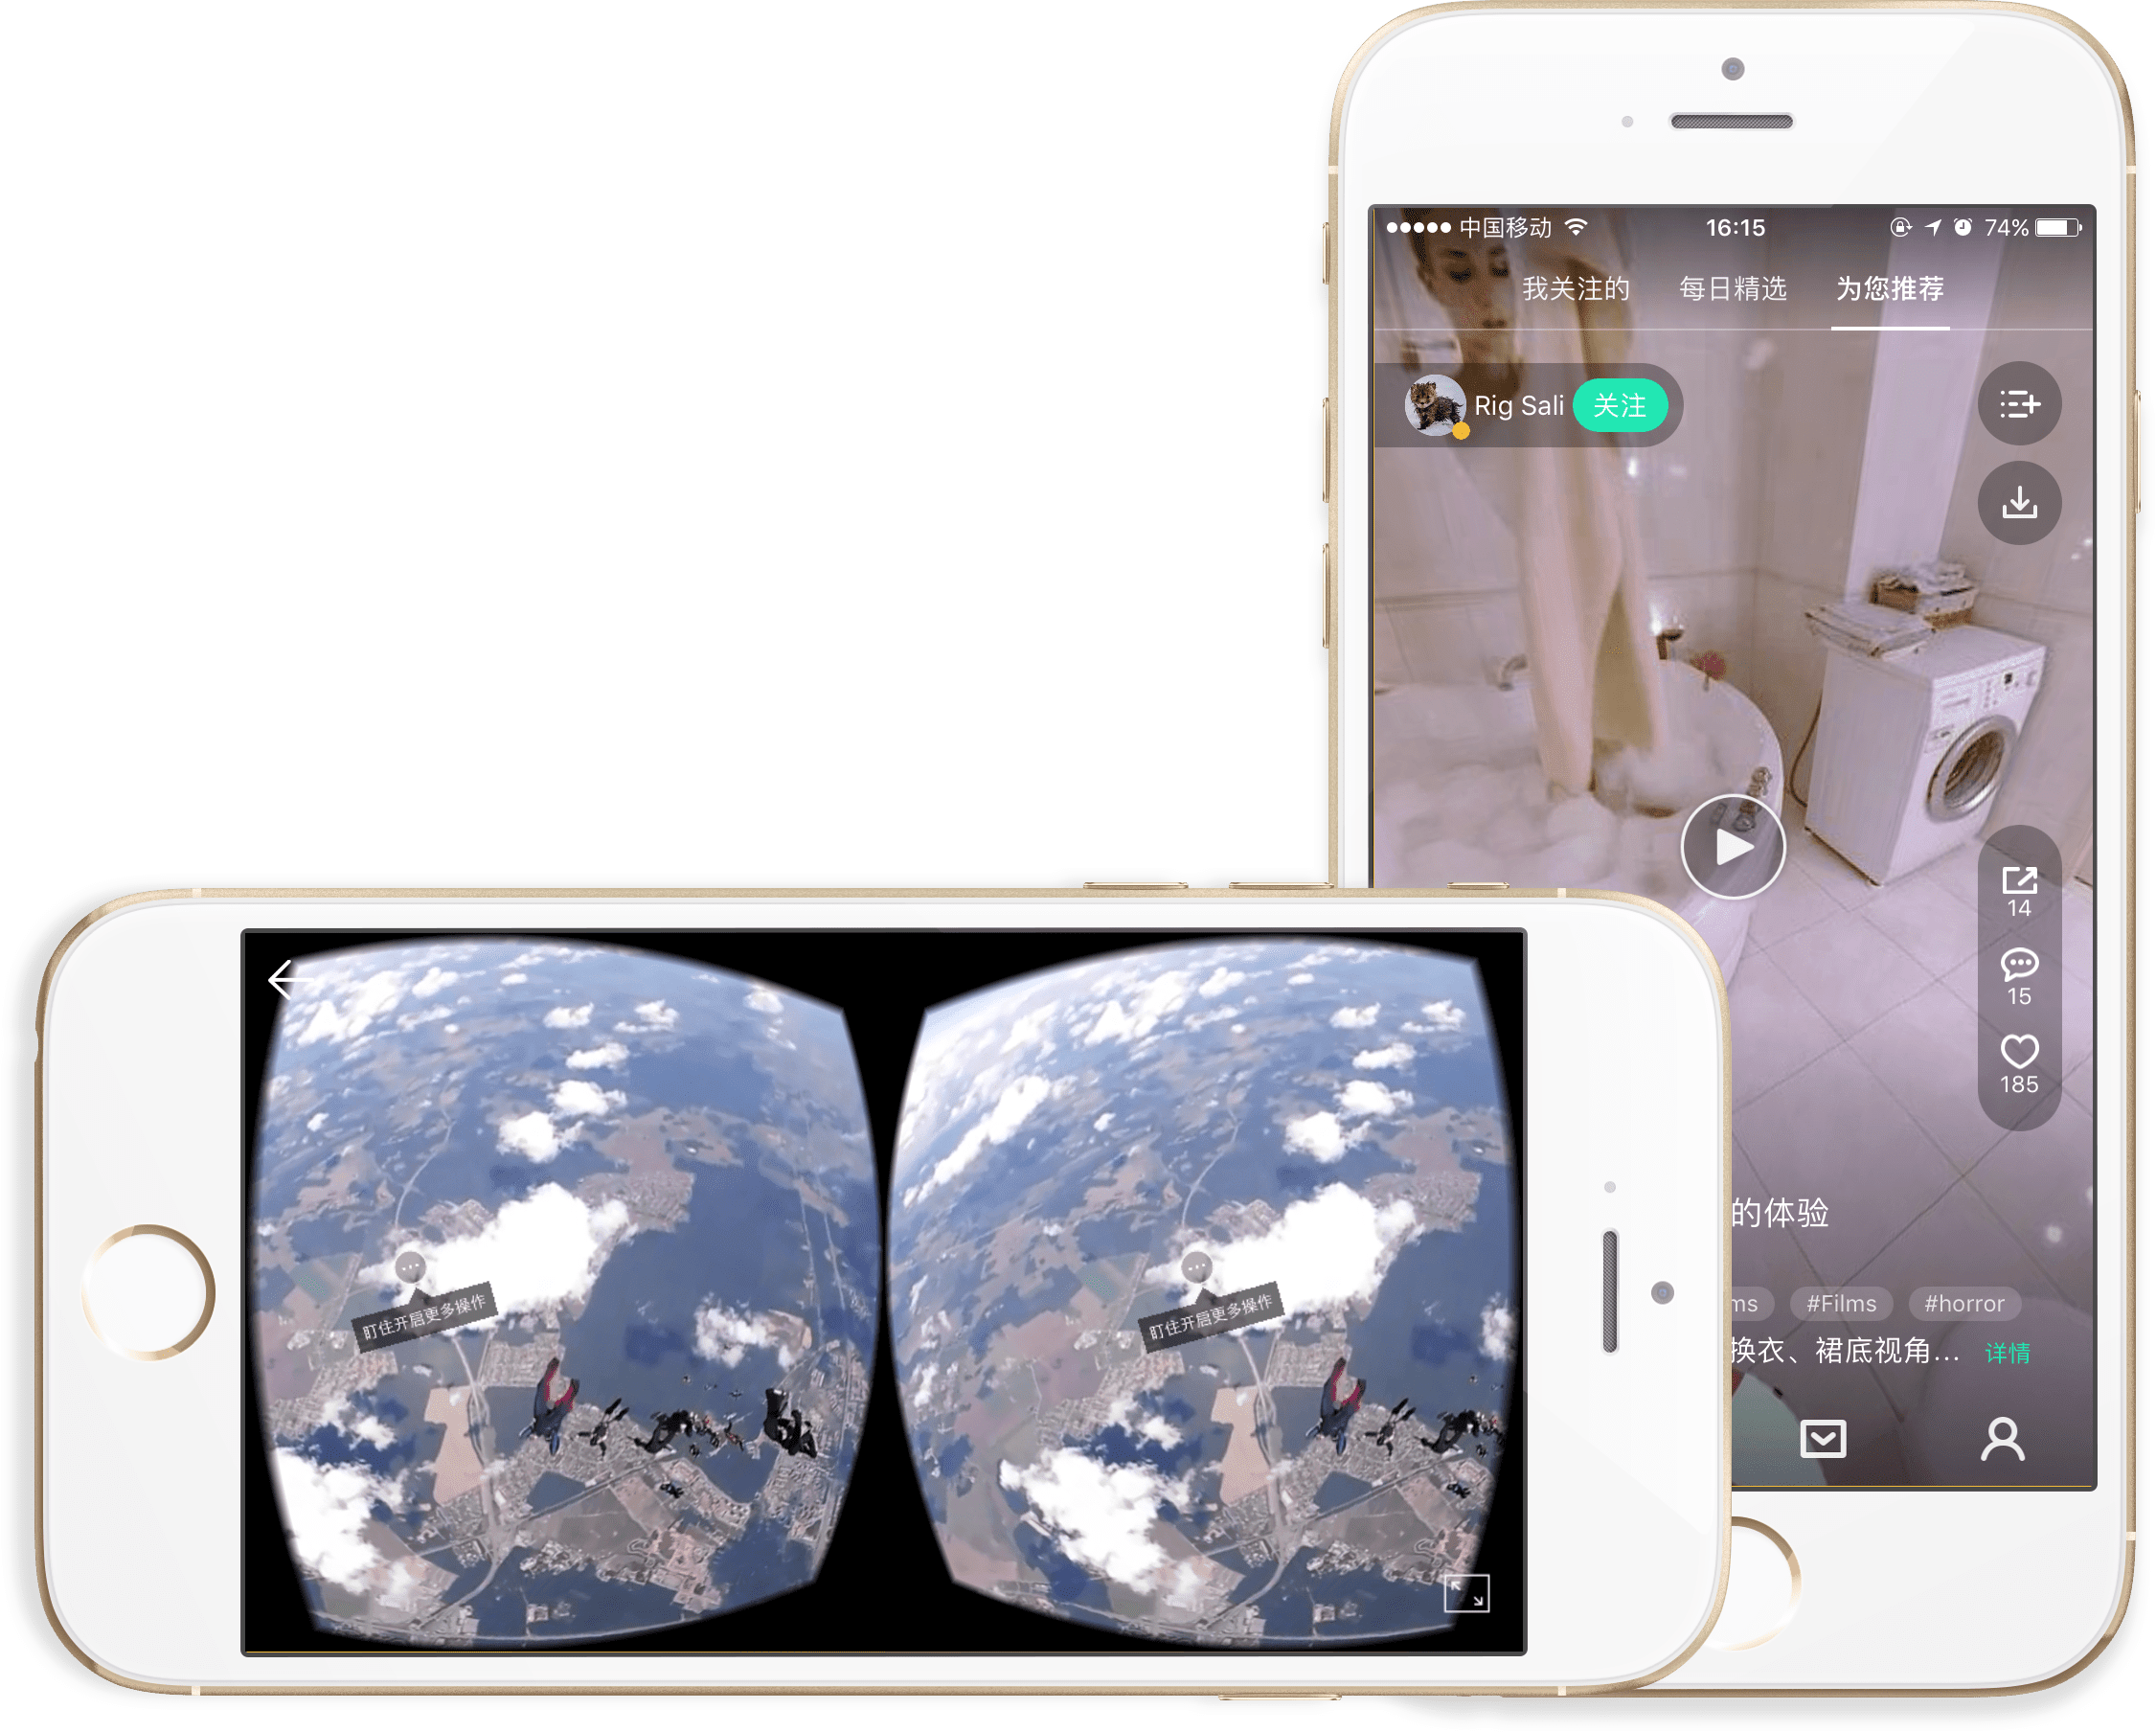 中国移动 16:15 74%
我关注的 每日精选 为您推荐
Rig Sali 关注
14
15
185
的体验
ms #Films #horror
换衣、裙底视角... 详情
盯住开启更多操作
盯住开启更多操作